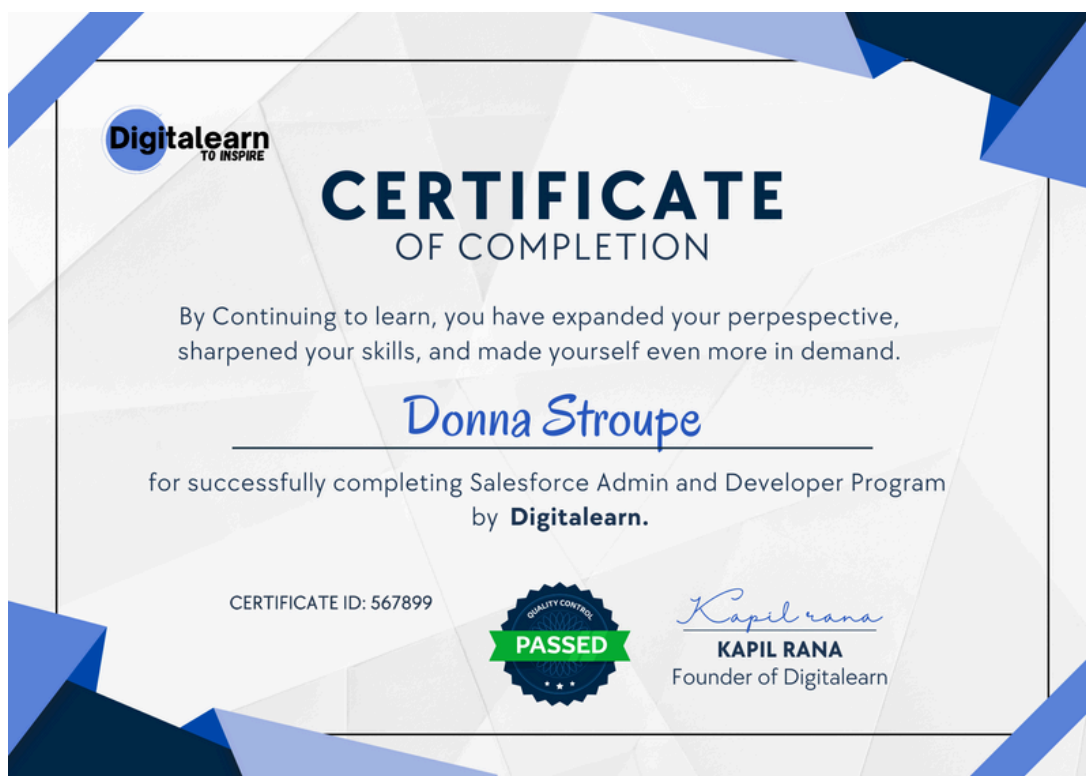 Digitalearn
TO INSPIRE
CERTIFICATE
OF COMPLETION
By Continuing to learn, you have expanded your perpespective,
sharpened your skills, and made yourself even more in demand.
Donna Stroupe
for successfully completing Salesforce Admin and Developer Program
by Digitalearn.
CERTIFICATE ID: 567899
QUALITY CONTROL
PASSED
Kapil rana
KAPIL RANA
Founder of Digitalearn